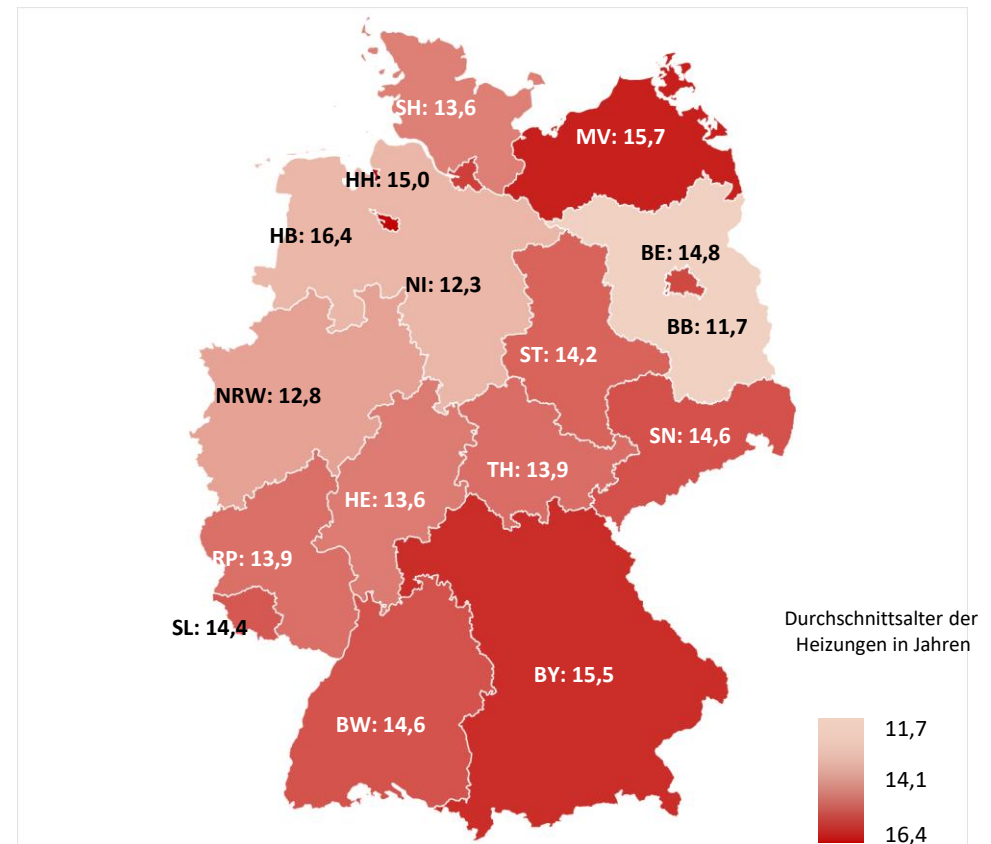 SH: 13,6
MV: 15,7
HH: 15,0
HB: 16,4
BE: 14,8
NI: 12,3
BB: 11,7
ST: 14,2
NRW: 12,8
SN: 14,6
TH: 13,9
HE: 13,6
RP: 13,9
SL: 14,4
Durchschnittsalter der
Heizungen in Jahren
BY: 15,5
BW: 14,6
11,7
14,1
16,4